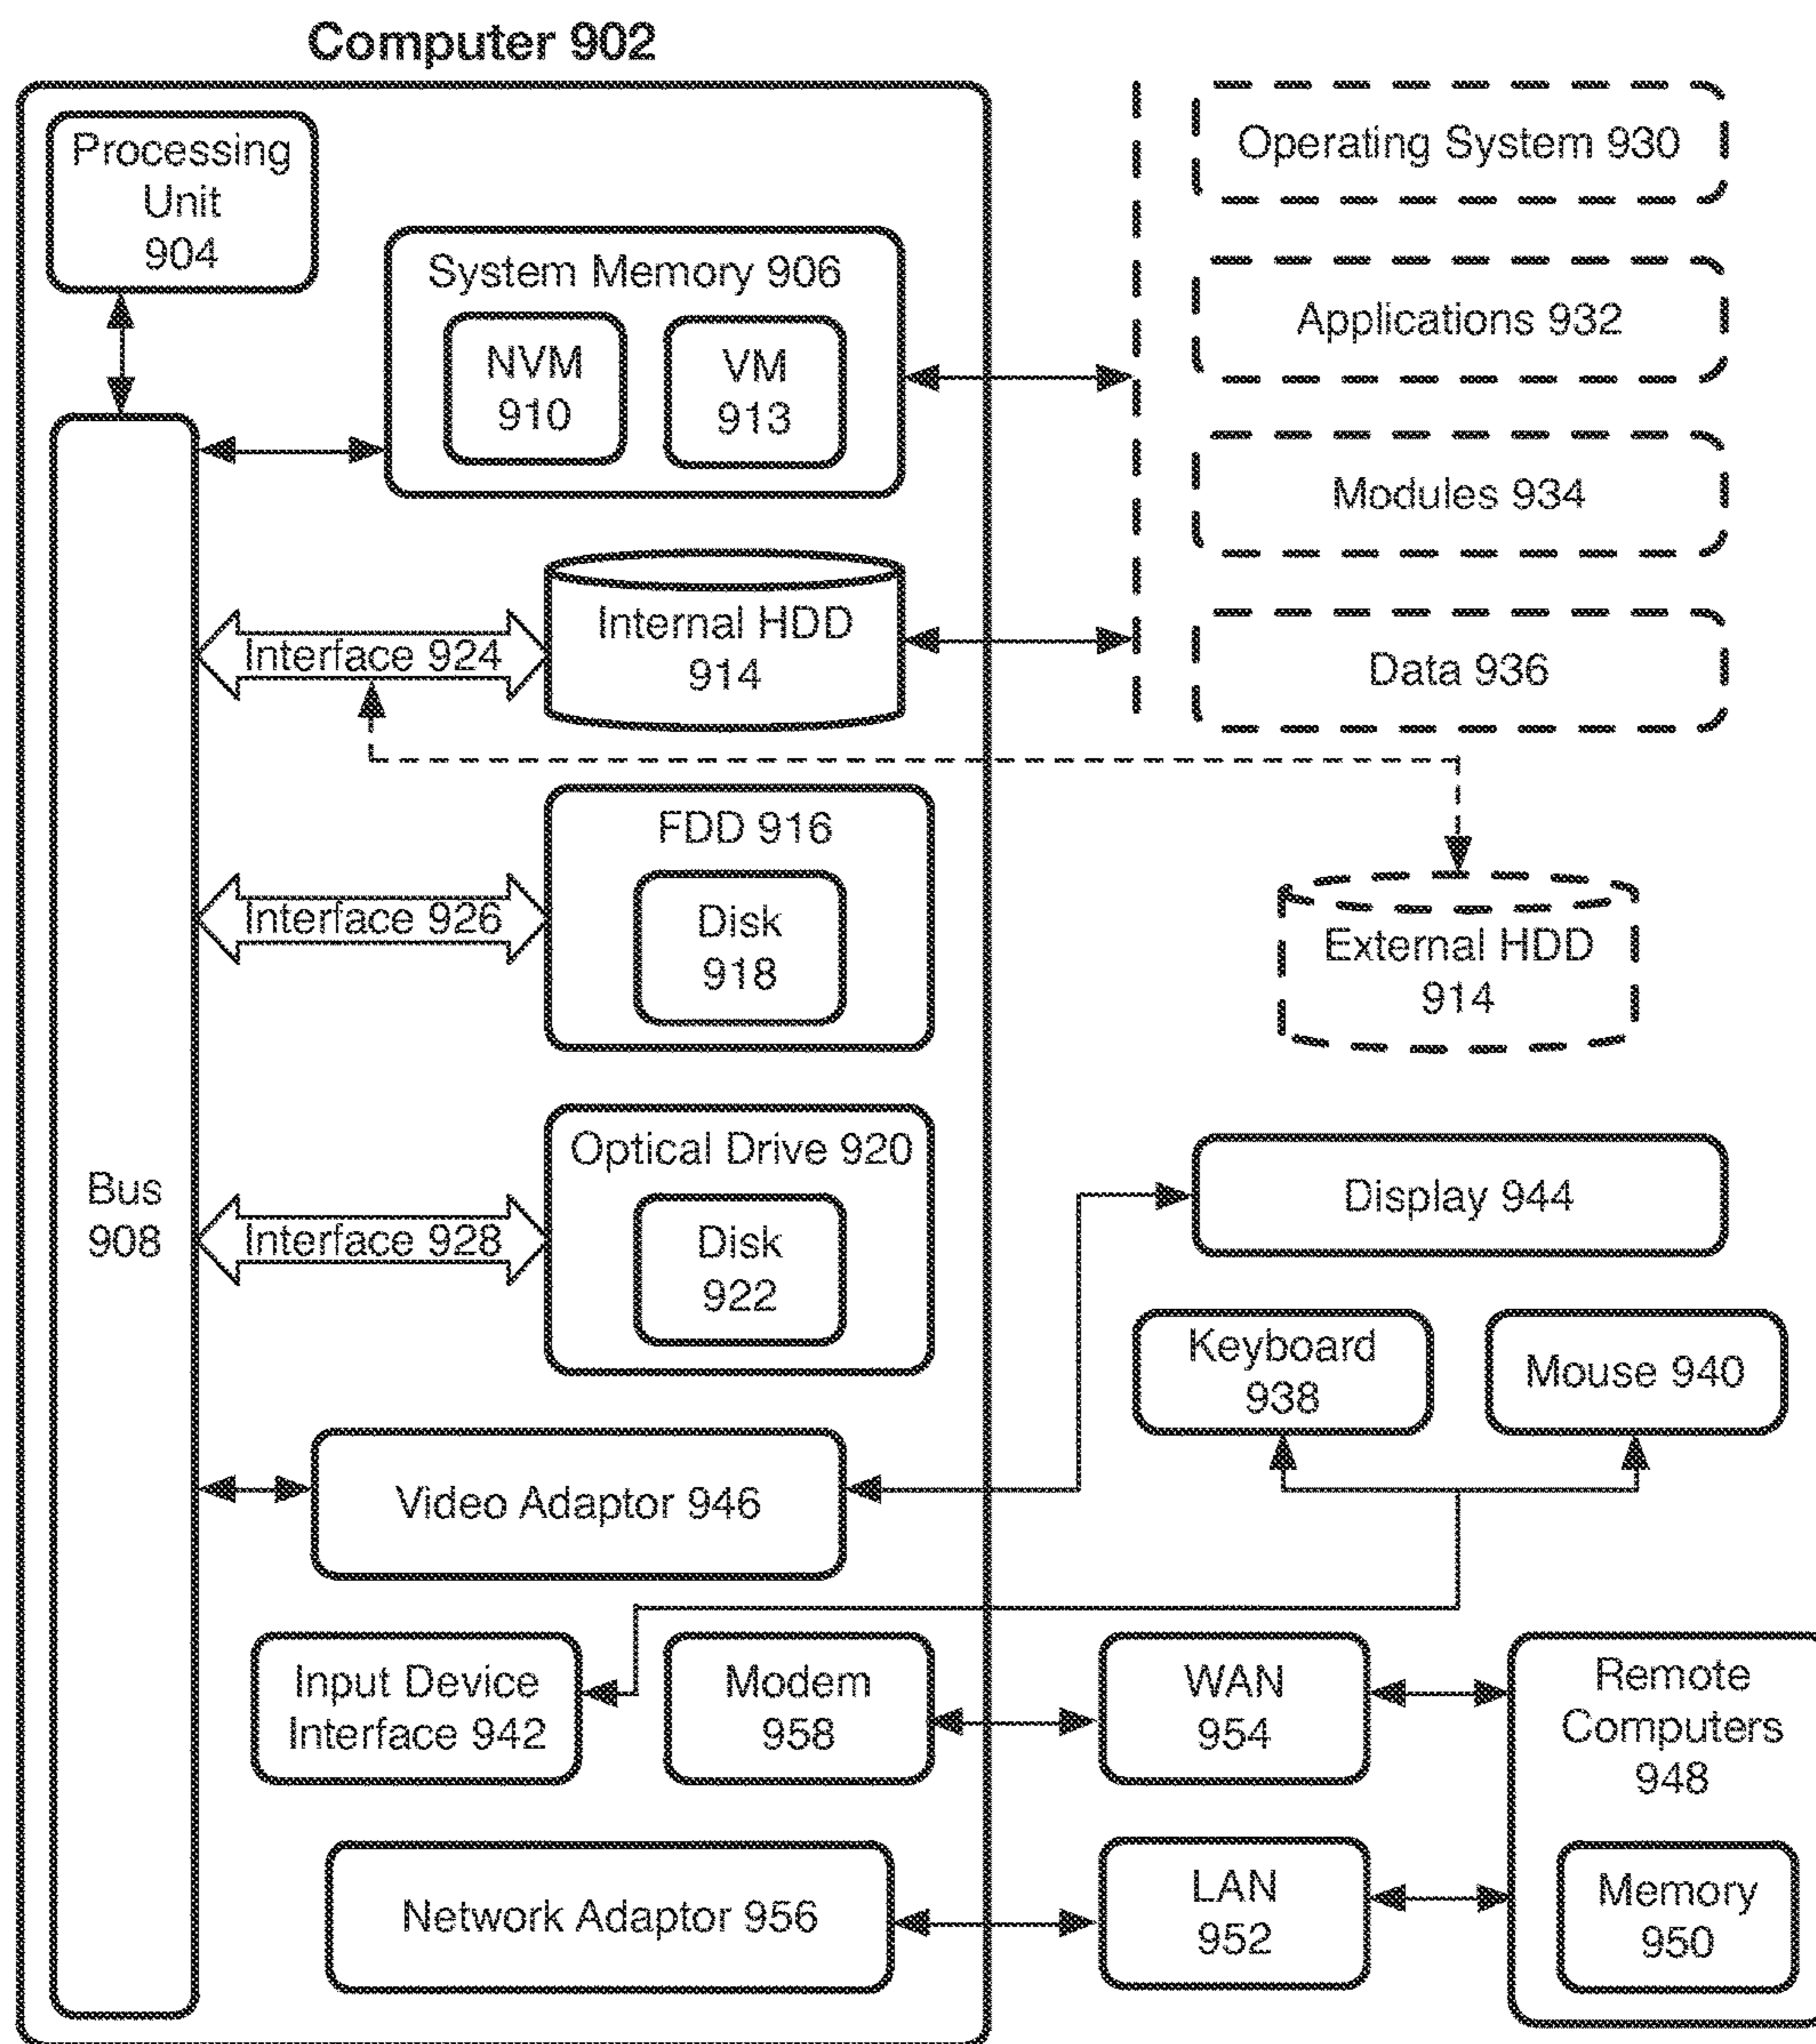 Computer 902
Processing
Unit
904
System Memory 906
NVM
910
VM
913
Operating System 930
Applications 932
Modules 934
Data 936
Internal HDD
914
Interface 924
FDD 916
Disk
918
Interface 926
External HDD
914
Optical Drive 920
Disk
922
Interface 928
Bus
908
Display 944
Keyboard
938
Mouse 940
Video Adaptor 946
Input Device
Interface 942
Modem
958
WAN
954
Remote
Computers
948
Network Adaptor 956
LAN
952
Memory
950